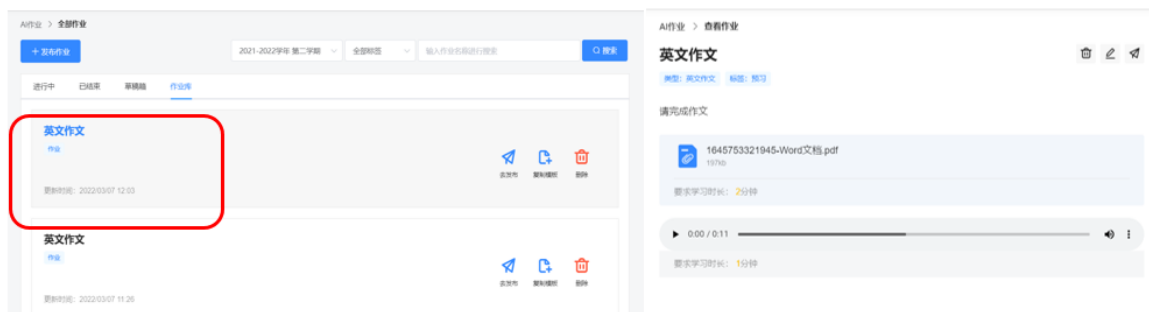 AI作业 > 全部作业
+ 发布作业
2021-2022学年 第二学期
全部标签
输入作业名称进行搜索
搜索
进行中 已结束 草稿箱 作业库
英文作文
作业
去发布 复制模板 删除
更新时间：2022/03/07 12:03
英文作文
作业
去发布 复制模板 删除
更新时间：2022/03/07 11:26
AI作业 > 查看作业
英文作文
类型：英文作文 标签：预习
请完成作文
1645753321945-Word文档.pdf
197kb
要求学习时长：2分钟
0:00 / 0:11
要求学习时长：1分钟